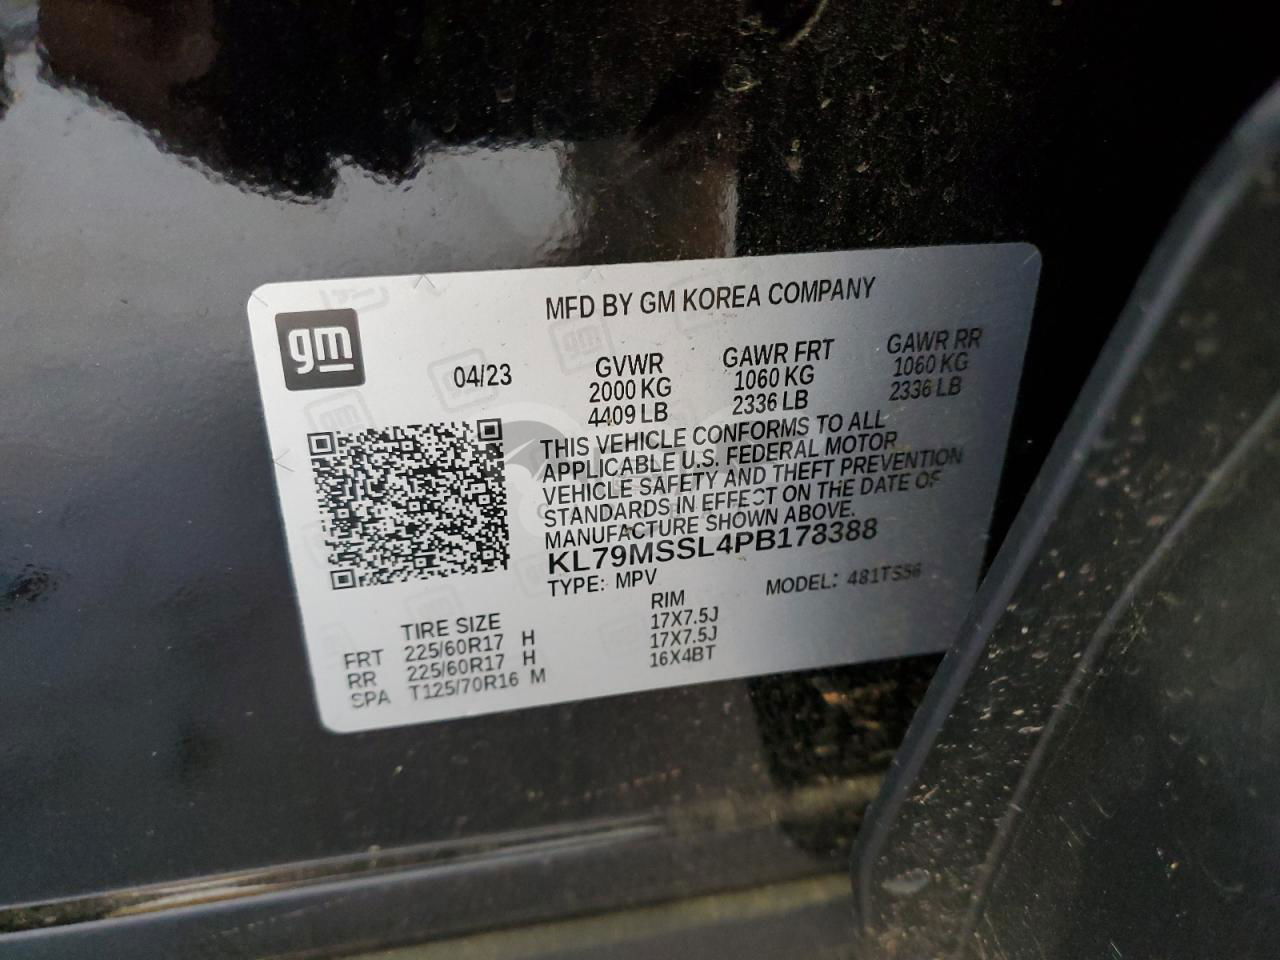 MFD BY GM KOREA COMPANY
gm
04/23
GVWR GAWR FRT GAWR RR
2000 KG 1060 KG 1060 KG
4409 LB 2336 LB 2336 LB
THIS VEHICLE CONFORMS TO ALL
APPLICABLE U.S. FEDERAL MOTOR
VEHICLE SAFETY AND THEFT PREVENTION
STANDARDS IN EFFECT ON THE DATE OF
MANUFACTURE SHOWN ABOVE.
KL79MSSL4PB178388
TYPE: MPV MODEL: 481TSS6
TIRE SIZE RIM
FRT 225/60R17 H 17X7.5J
RR 225/60R17 H 17X7.5J
SPA T125/70R16 M 16X4BT